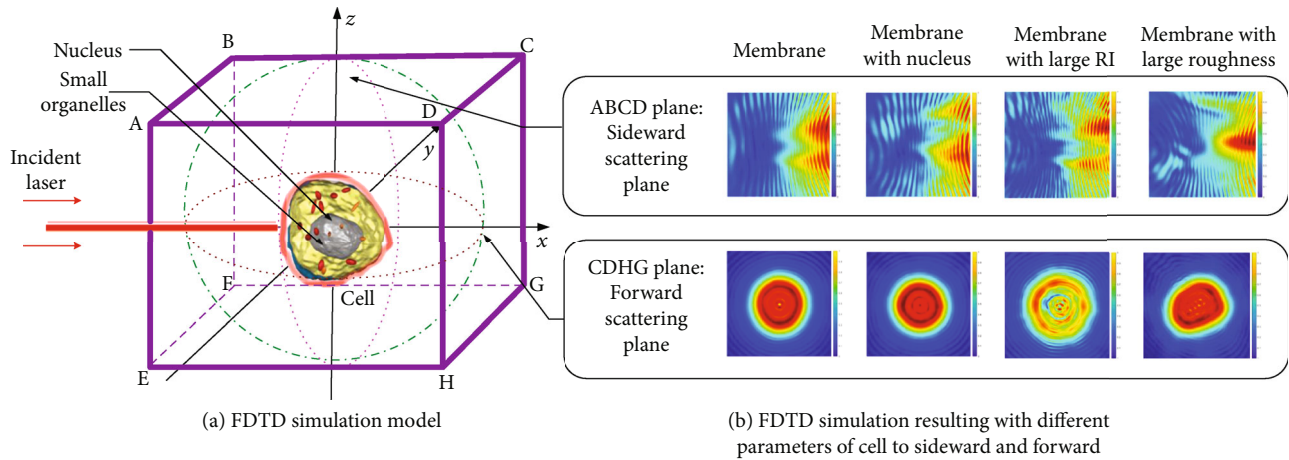 z
B
C
Nucleus
Small
organelles
A
D
y
Incident
laser
x
F
G
Cell
E
H
(a) FDTD simulation model
Membrane
Membrane
with nucleus
Membrane
with large RI
Membrane with
large roughness
ABCD plane:
Sideward
scattering
plane
CDHG plane:
Forward
scattering
plane
(b) FDTD simulation resulting with different
parameters of cell to sideward and forward